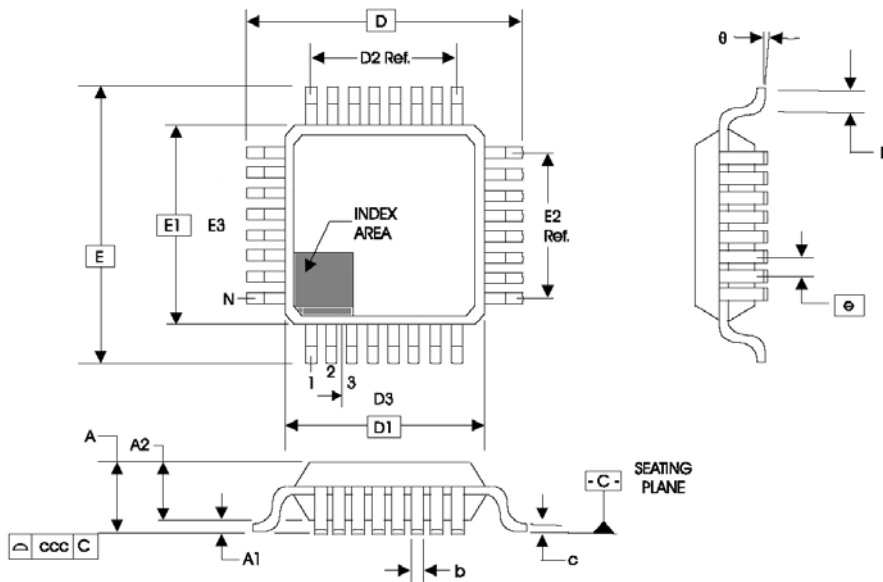 D
θ
D2 Ref.
E
E1
E3
INDEX
AREA
E2
Ref.
N
e
1
2
3
D3
D1
A
A2
- C -
SEATING
PLANE
ccc C
A1
b
c